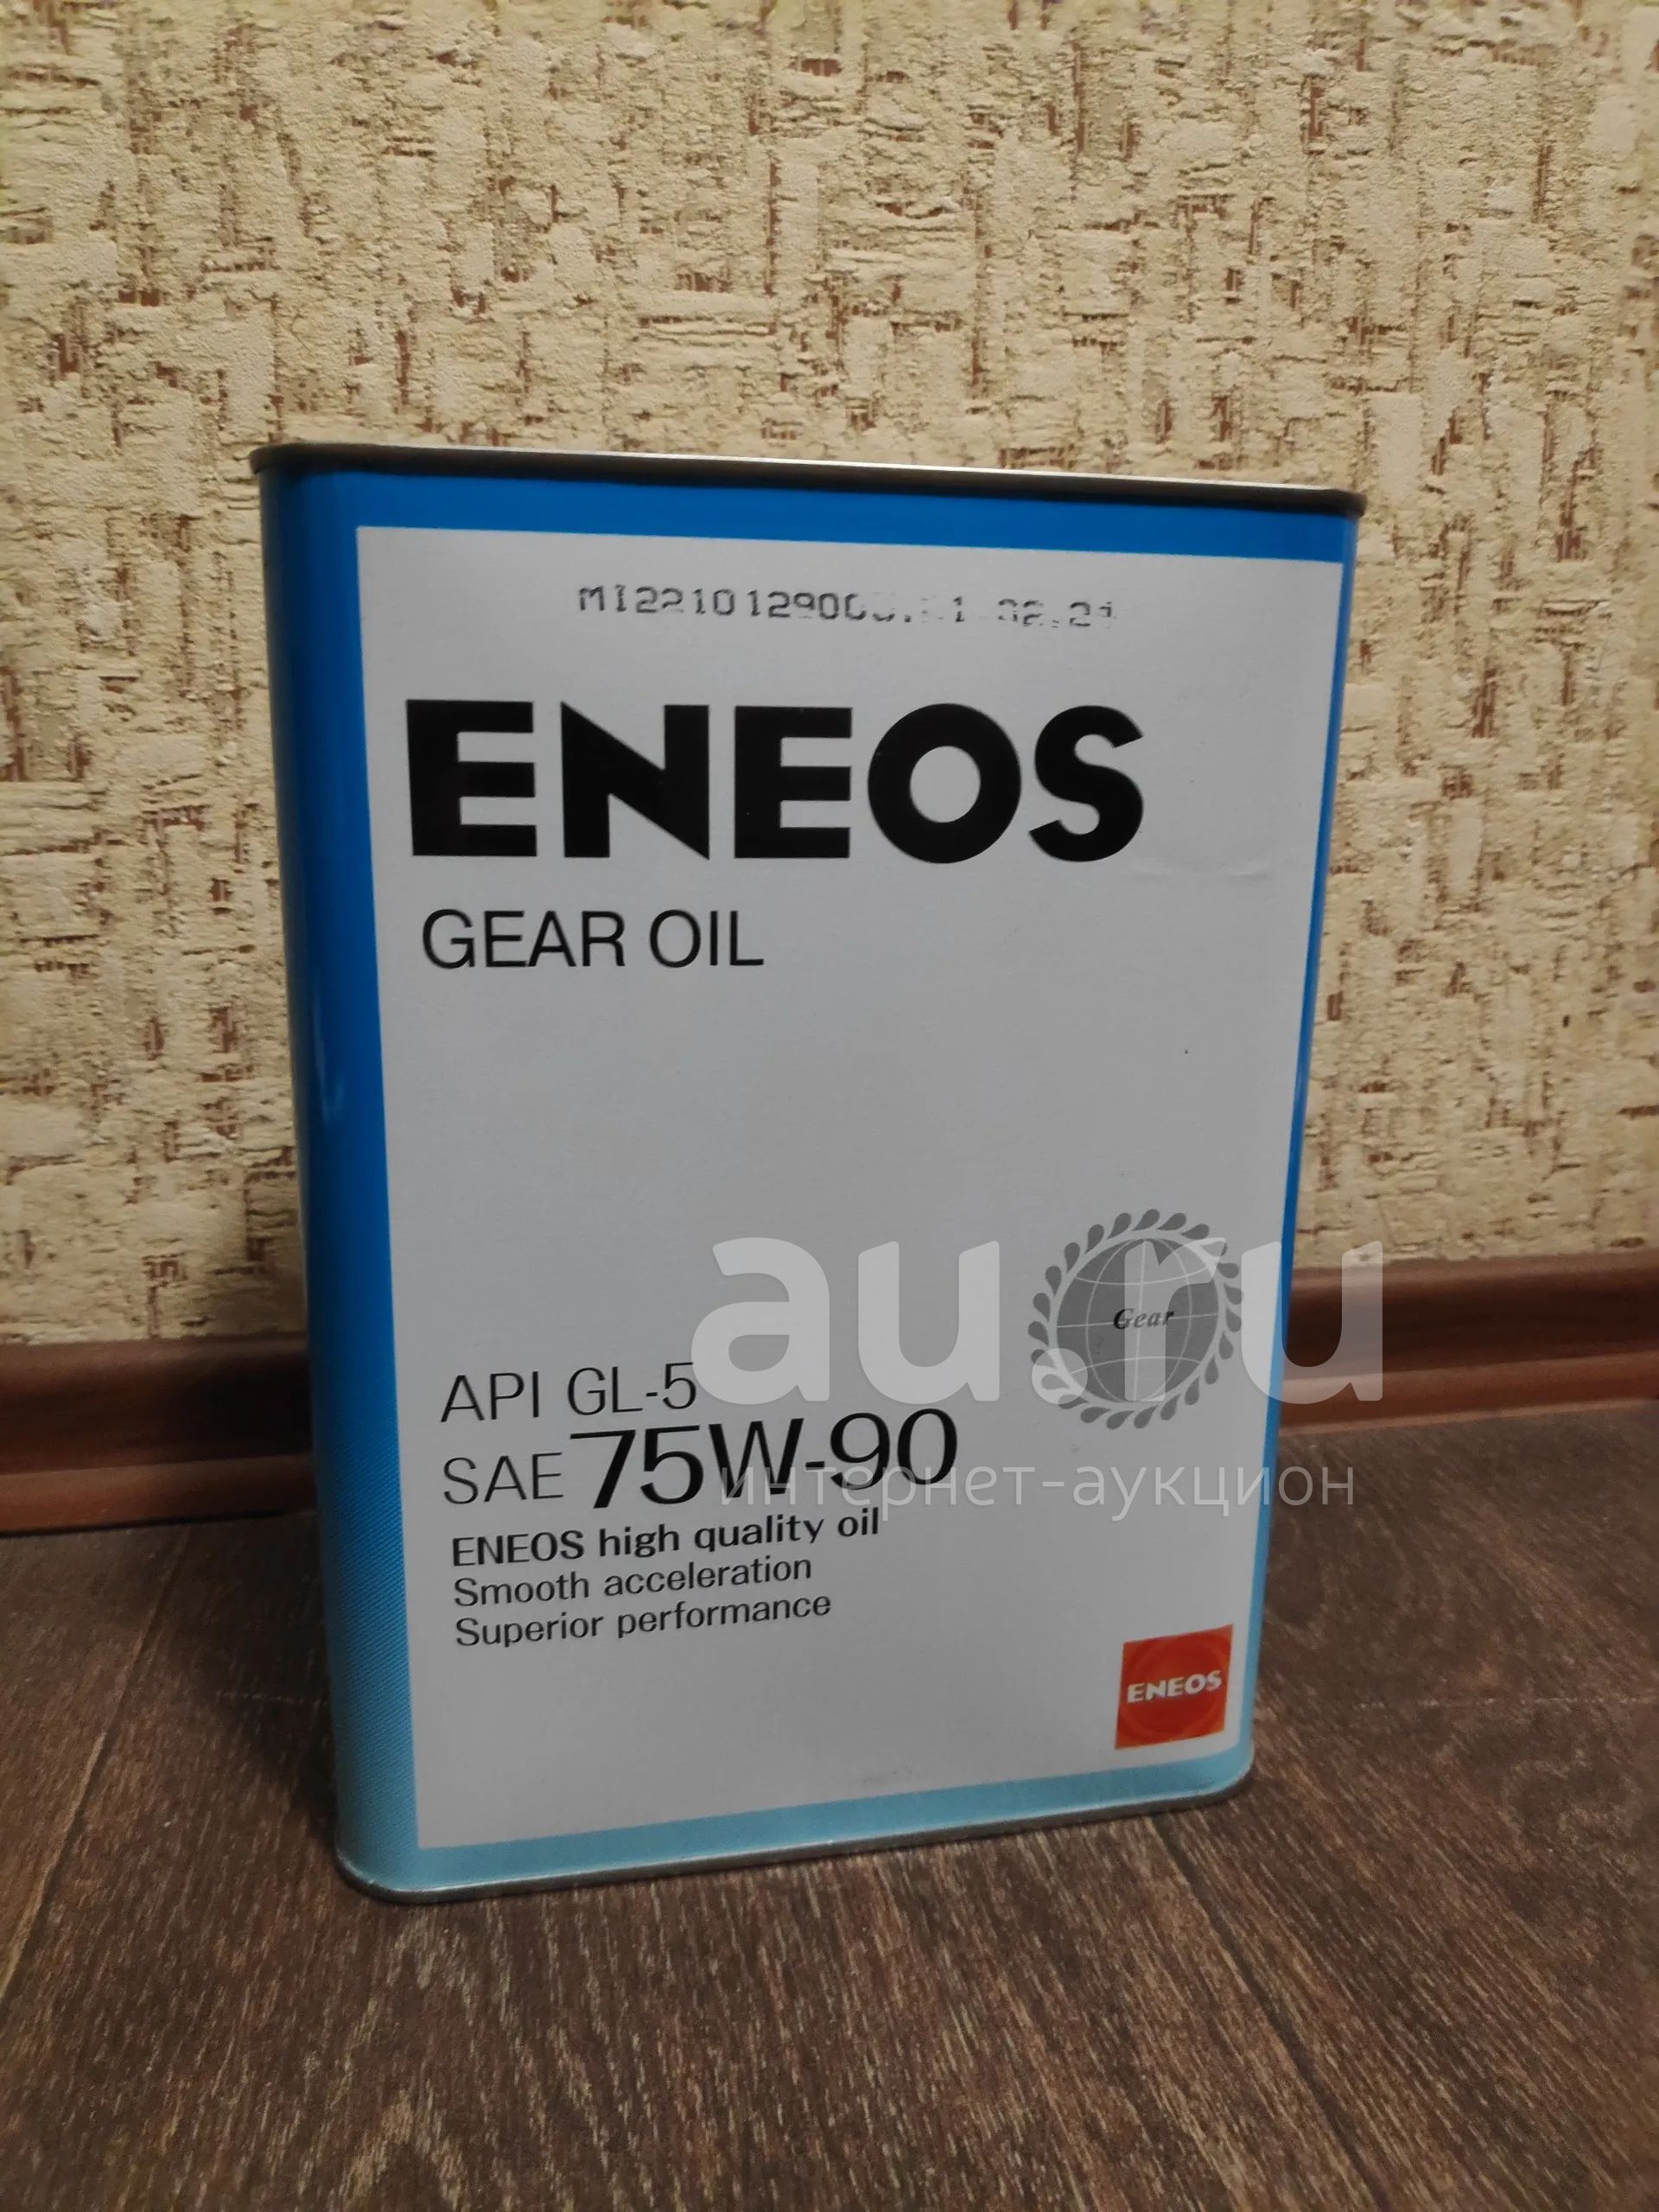 ENEOS
GEAR OIL
au.ru
Gear
API GL-5
SAE 75W-90
интернет-аукцион
ENEOS high quality oil
Smooth acceleration
Superior performance
ENEOS